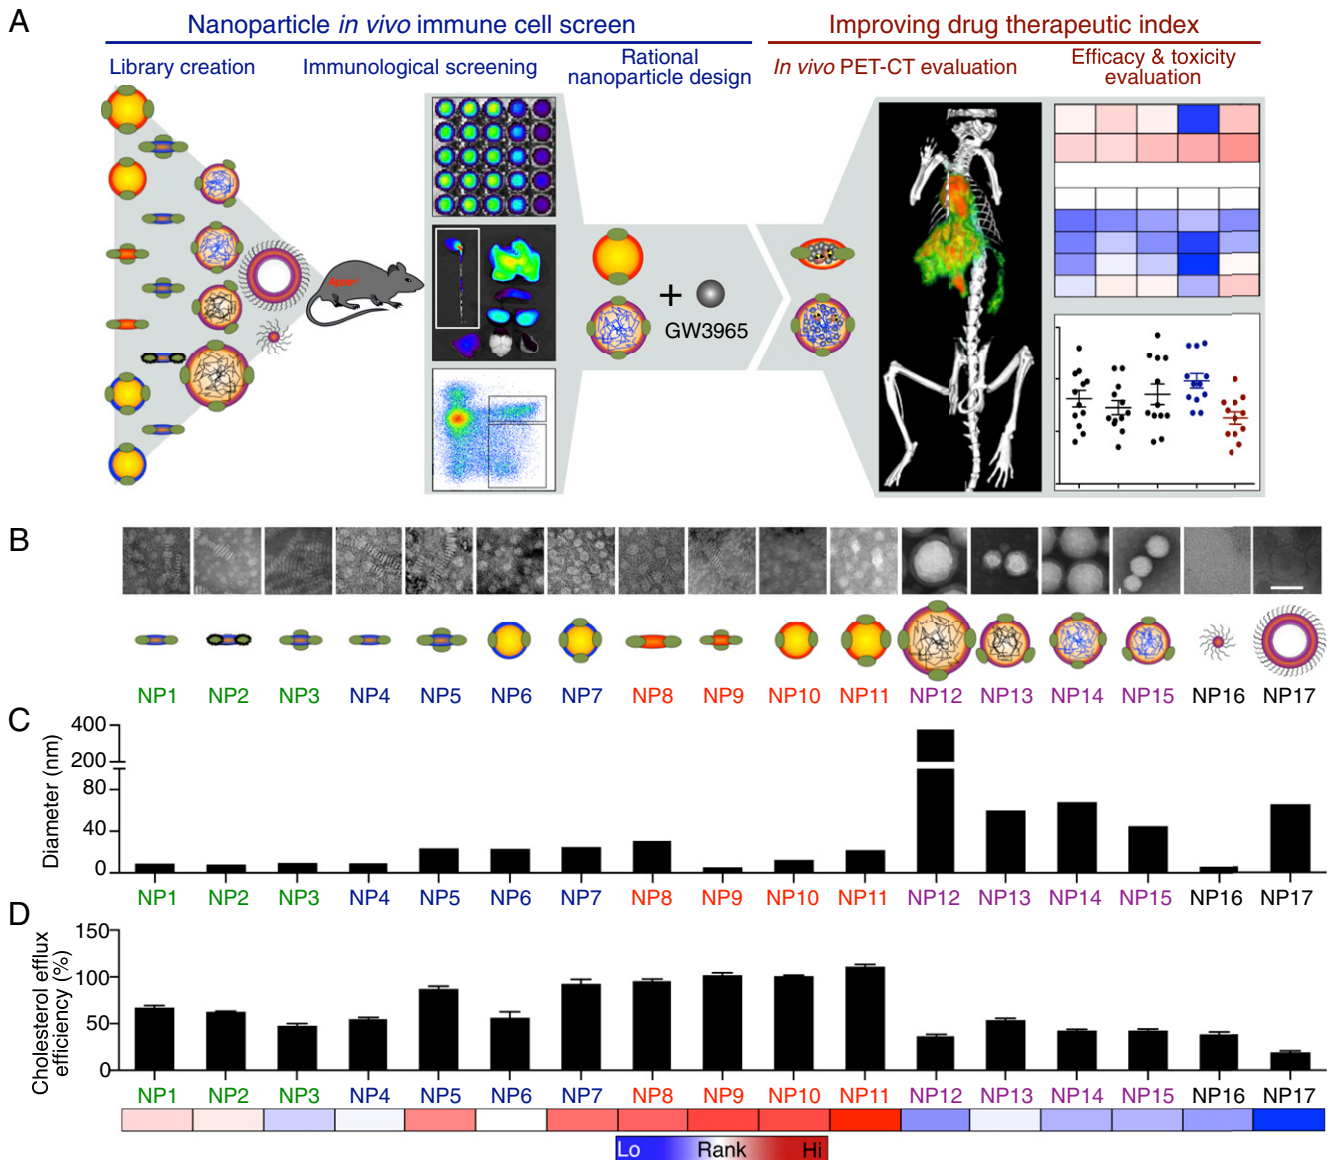 A
Nanoparticle in vivo immune cell screen
Improving drug therapeutic index
Library creation
Immunological screening
Rational
nanoparticle design
In vivo PET-CT evaluation
Efficacy & toxicity
evaluation
+
GW3965
B
NP1 NP2 NP3 NP4 NP5 NP6 NP7 NP8 NP9 NP10 NP11 NP12 NP13 NP14 NP15 NP16 NP17
C
Diameter (nm)
400
200
80
40
0
NP1 NP2 NP3 NP4 NP5 NP6 NP7 NP8 NP9 NP10 NP11 NP12 NP13 NP14 NP15 NP16 NP17
D
Cholesterol efflux
efficiency (%)
150
100
50
0
NP1 NP2 NP3 NP4 NP5 NP6 NP7 NP8 NP9 NP10 NP11 NP12 NP13 NP14 NP15 NP16 NP17
Lo Rank Hi